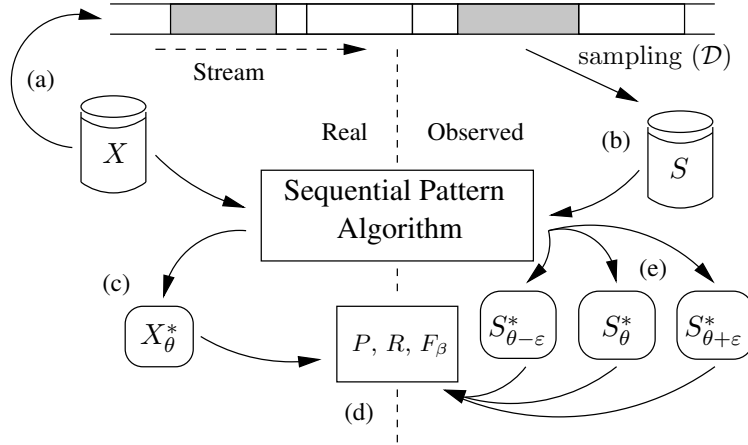 sampling (𝒟)
Stream
(a)
Real
Observed
(b)
X
S
Sequential Pattern
Algorithm
(c)
(e)
X*θ
P, R, Fβ
S*θ−ε
S*θ
S*θ+ε
(d)